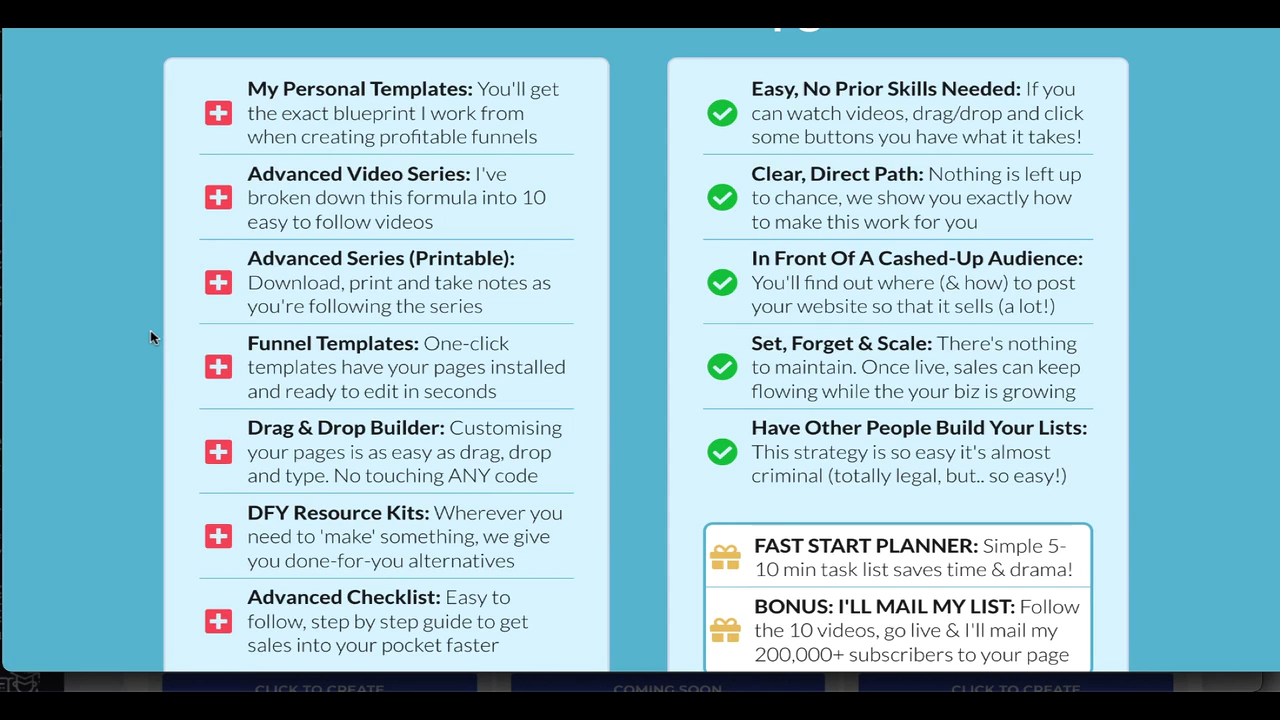 My Personal Templates: You'll get
the exact blueprint I work from
when creating profitable funnels
Advanced Video Series: I've
broken down this formula into 10
easy to follow videos
Advanced Series (Printable):
Download, print and take notes as
you're following the series
Funnel Templates: One-click
templates have your pages installed
and ready to edit in seconds
Drag & Drop Builder: Customising
your pages is as easy as drag, drop
and type. No touching ANY code
DFY Resource Kits: Wherever you
need to 'make' something, we give
you done-for-you alternatives
Advanced Checklist: Easy to
follow, step by step guide to get
sales into your pocket faster
Easy, No Prior Skills Needed: If you
can watch videos, drag/drop and click
some buttons you have what it takes!
Clear, Direct Path: Nothing is left up
to chance, we show you exactly how
to make this work for you
In Front Of A Cashed-Up Audience:
You'll find out where (& how) to post
your website so that it sells (a lot!)
Set, Forget & Scale: There's nothing
to maintain. Once live, sales can keep
flowing while the your biz is growing
Have Other People Build Your Lists:
This strategy is so easy it's almost
criminal (totally legal, but.. so easy!)
FAST START PLANNER: Simple 5-
10 min task list saves time & drama!
BONUS: I'LL MAIL MY LIST: Follow
the 10 videos, go live & I'll mail my
200,000+ subscribers to your page
CLICK TO CREATE
COMING SOON
CLICK TO CREATE